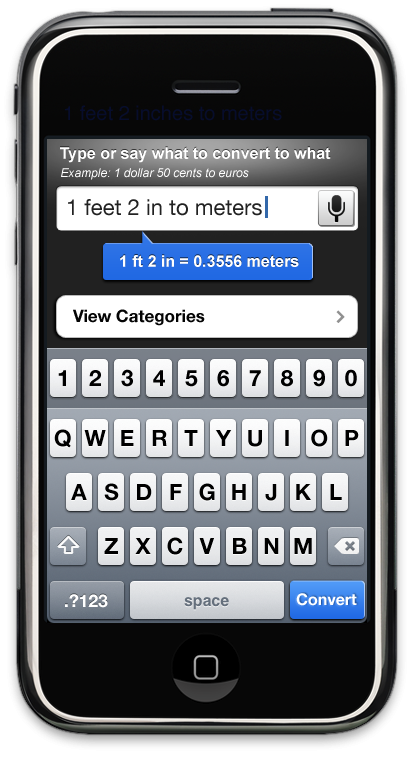 1 feet 2 inches to meters
Type or say what to convert to what
Example: 1 dollar 50 cents to euros
1 feet 2 in to meters
1 ft 2 in = 0.3556 meters
View Categories
1 2 3 4 5 6 7 8 9 0
Q W E R T Y U I O P
A S D F G H J K L
Z X C V B N M
.?123 space Convert